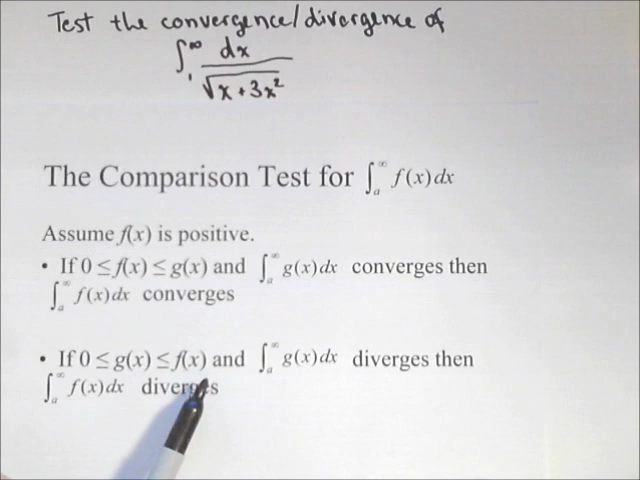 Test the convergence/divergence of
∫₁^∞ dx/√(x+3x²)
The Comparison Test for ∫ₐ^∞ f(x)dx
Assume f(x) is positive.
• If 0 ≤ f(x) ≤ g(x) and ∫ₐ^∞ g(x)dx converges then
∫ₐ^∞ f(x)dx converges
• If 0 ≤ g(x) ≤ f(x) and ∫ₐ^∞ g(x)dx diverges then
∫ₐ^∞ f(x)dx diverges